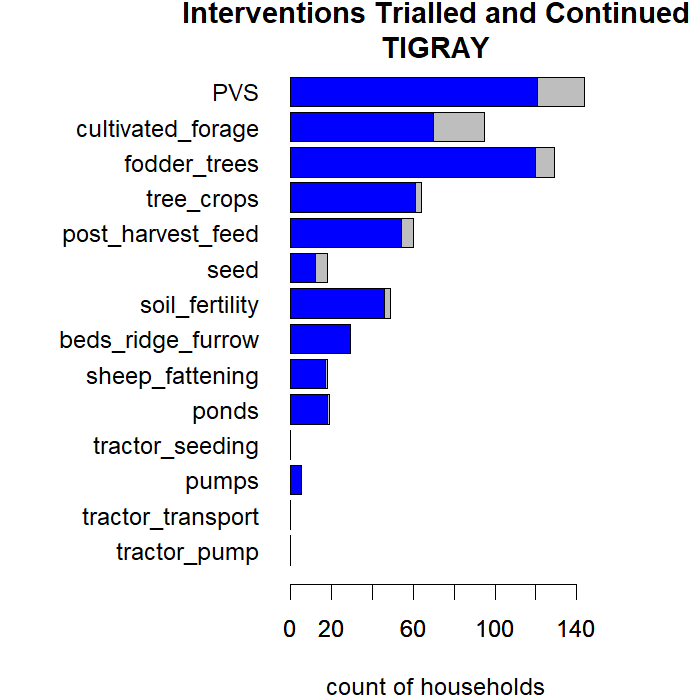 Interventions Trialled and Continued
TIGRAY
PVS
cultivated_forage
fodder_trees
tree_crops
post_harvest_feed
seed
soil_fertility
beds_ridge_furrow
sheep_fattening
ponds
tractor_seeding
pumps
tractor_transport
tractor_pump
0 20 60 100 140
count of households